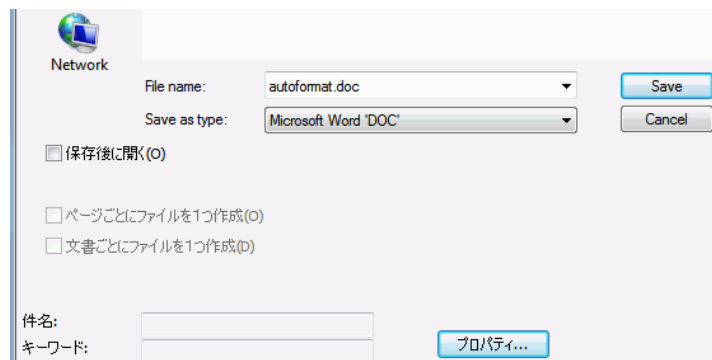 Network
File name: autoformat.doc Save
Save as type: Microsoft Word 'DOC' Cancel
保存後に開く(O)
ページごとにファイルを1つ作成(O)
文書ごとにファイルを1つ作成(D)
件名:
キーワード: プロパティ...